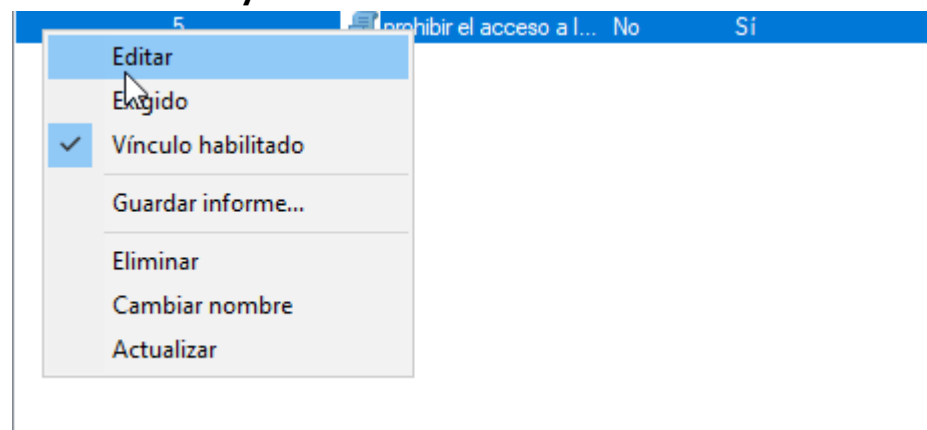 5 prohibir el acceso a l... No Sí
Editar
Exigido
Vínculo habilitado
Guardar informe...
Eliminar
Cambiar nombre
Actualizar